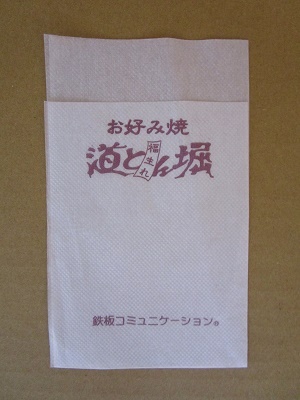 お好み焼
道とん堀
福生れ
鉄板コミュニケーション。